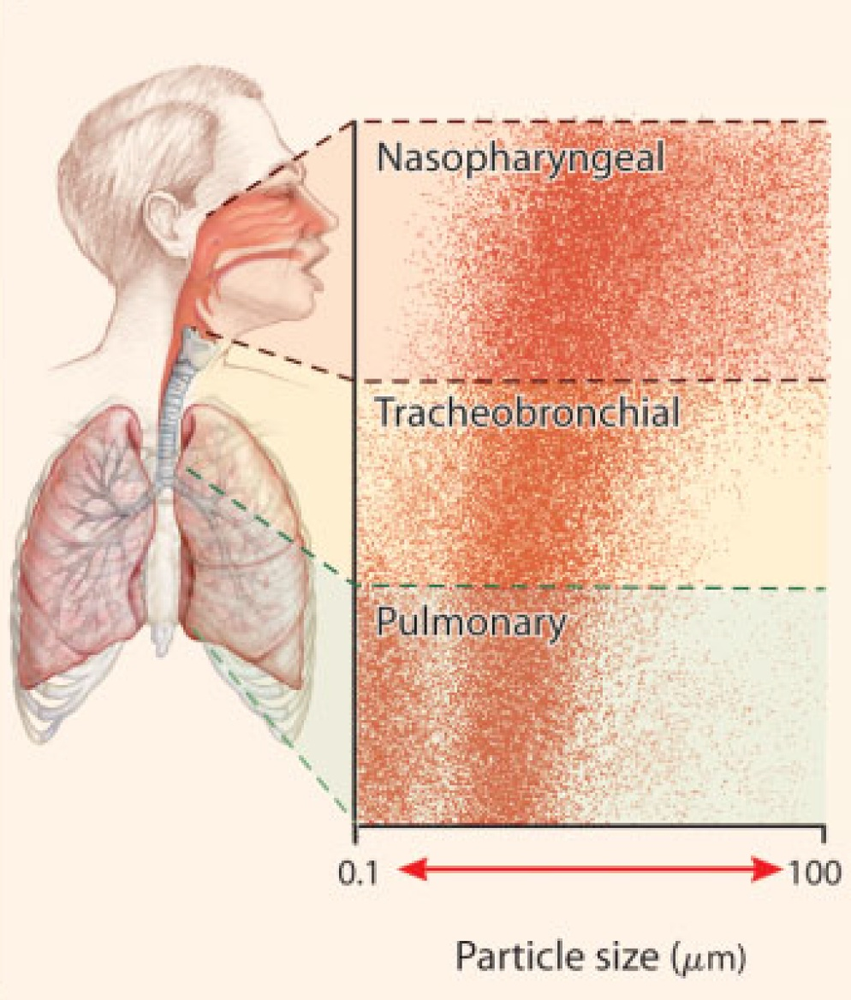 Nasopharyngeal
Tracheobronchial
Pulmonary
0.1 100
Particle size (μm)